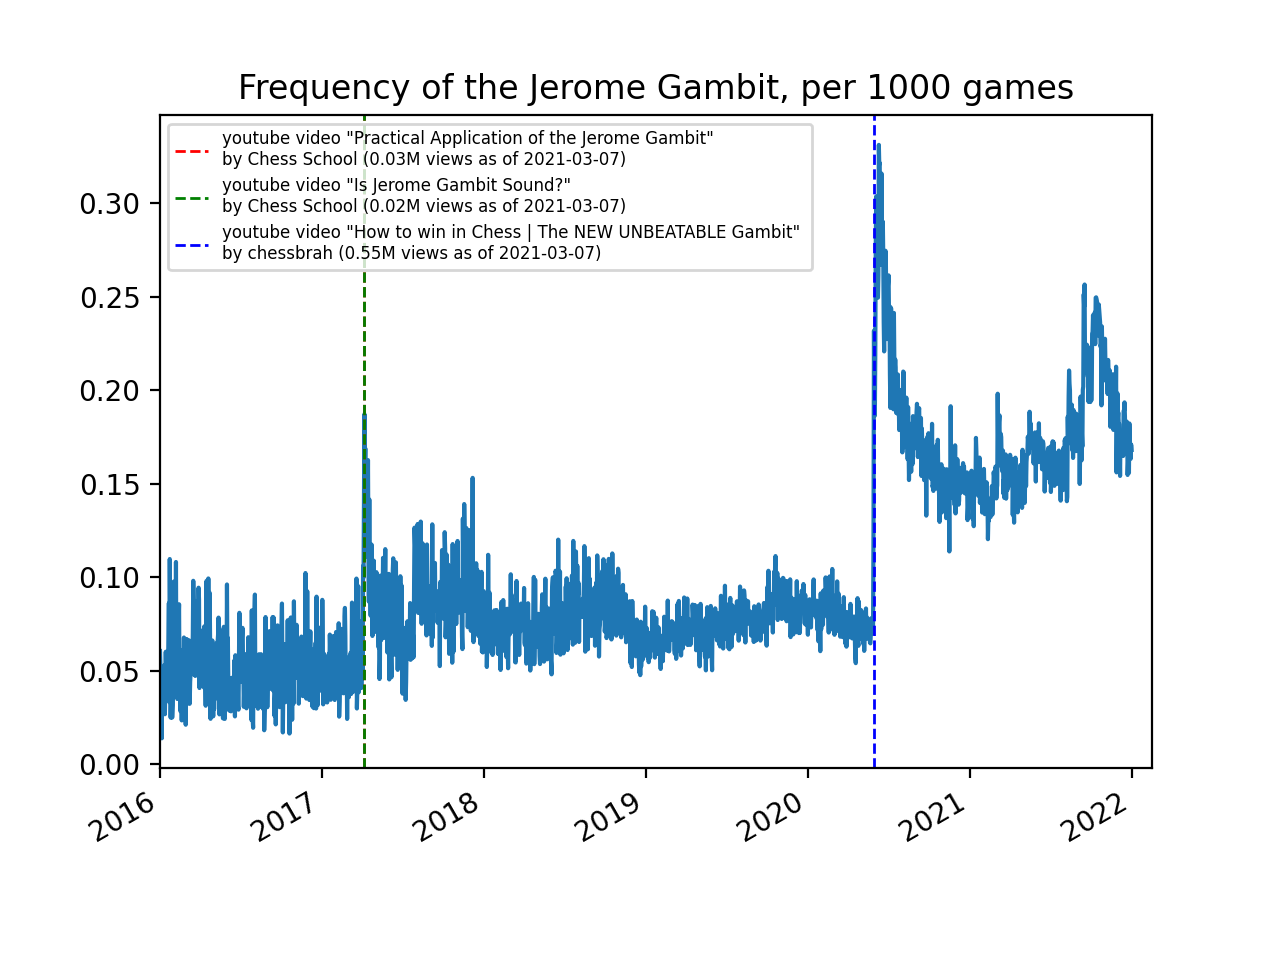 Frequency of the Jerome Gambit, per 1000 games
youtube video "Practical Application of the Jerome Gambit"
by Chess School (0.03M views as of 2021-03-07)
youtube video "Is Jerome Gambit Sound?"
by Chess School (0.02M views as of 2021-03-07)
youtube video "How to win in Chess | The NEW UNBEATABLE Gambit"
by chessbrah (0.55M views as of 2021-03-07)
0.30
0.25
0.20
0.15
0.10
0.05
0.00
2016
2017
2018
2019
2020
2021
2022